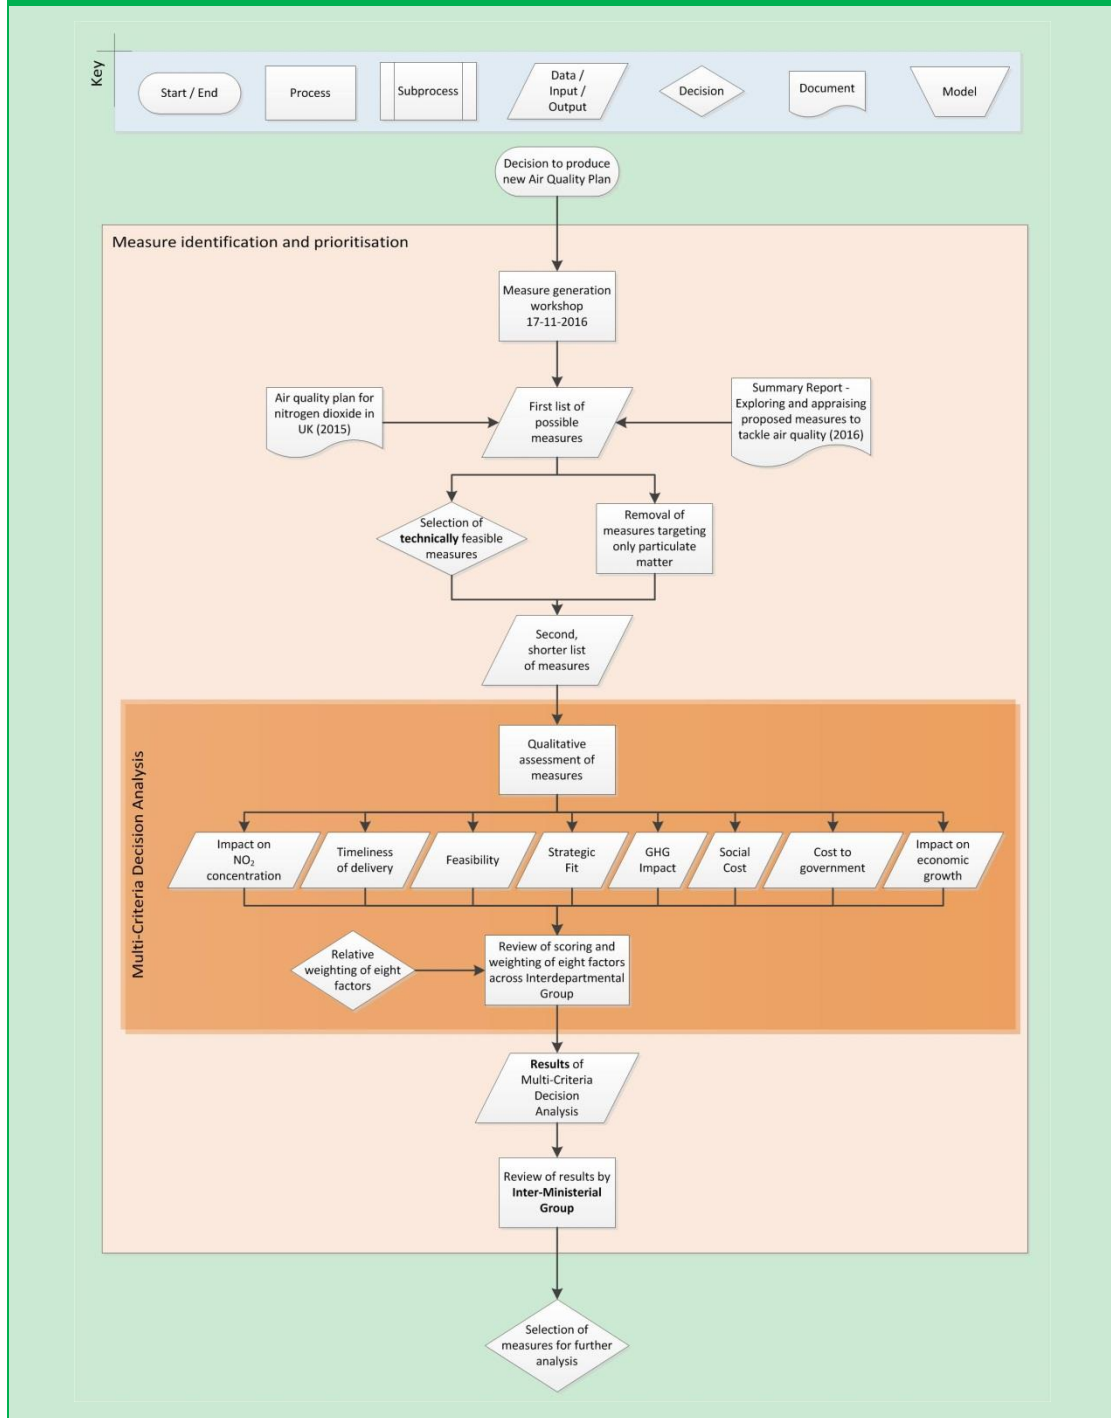 Key
Start / End
Process
Subprocess
Data /
Input /
Output
Decision
Document
Model
Decision to produce
new Air Quality Plan
Measure identification and prioritisation
Measure generation
workshop
17-11-2016
Air quality plan for
nitrogen dioxide in
UK (2015)
First list of
possible
measures
Summary Report -
Exploring and appraising
proposed measures to
tackle air quality (2016)
Selection of
technically feasible
measures
Removal of
measures targeting
only particulate
matter
Second,
shorter list
of measures
Multi-Criteria Decision Analysis
Qualitative
assessment of
measures
Impact on
NO₂
concentration
Timeliness
of delivery
Feasibility
Strategic
Fit
GHG
Impact
Social
Cost
Cost to
government
Impact on
economic
growth
Relative
weighting of eight
factors
Review of scoring and
weighting of eight factors
across Interdepartmental
Group
Results of
Multi-Criteria
Decision
Analysis
Review of results by
Inter-Ministerial
Group
Selection of
measures for further
analysis